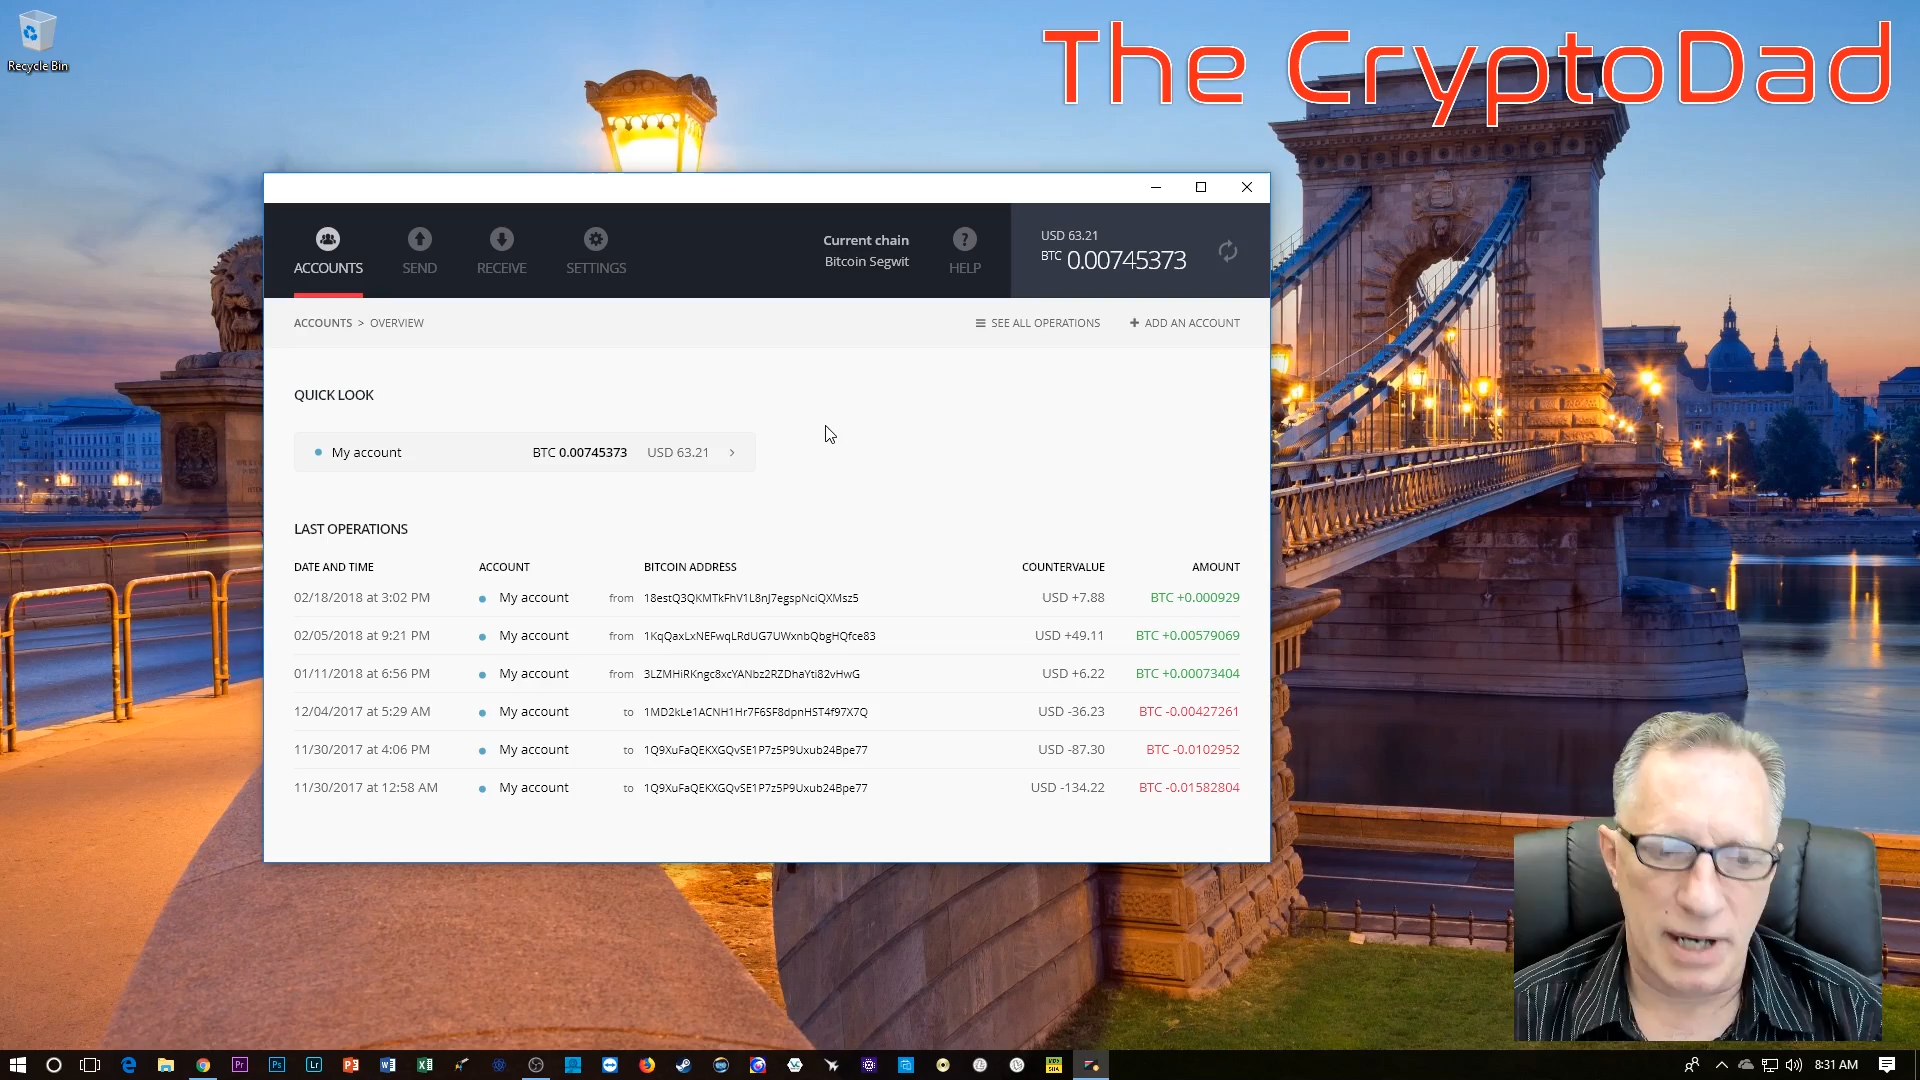 Recycle Bin
The CryptoDad
ACCOUNTS
SEND
RECEIVE
SETTINGS
Current chain
Bitcoin Segwit
HELP
USD 63.21
BTC 0.00745373
ACCOUNTS > OVERVIEW
SEE ALL OPERATIONS
+ ADD AN ACCOUNT
QUICK LOOK
My account BTC 0.00745373 USD 63.21 >
LAST OPERATIONS
DATE AND TIME ACCOUNT BITCOIN ADDRESS COUNTERVALUE AMOUNT
02/18/2018 at 3:02 PM My account from 18estQ3QKMTkFhV1L8nJ7egspNciQXMsz5 USD +7.88 BTC +0.000929
02/05/2018 at 9:21 PM My account from 1KqQaxLxNEFwqLRdUG7UWxnbQbgHQfce83 USD +49.11 BTC +0.00579069
01/11/2018 at 6:56 PM My account from 3LZMHiRKngc8xcYANbz2RZDhaYti82vHwG USD +6.22 BTC +0.00073404
12/04/2017 at 5:29 AM My account to 1MD2kLe1ACNH1Hr7F6SF8dpnHST4f97X7Q USD -36.23 BTC -0.00427261
11/30/2017 at 4:06 PM My account to 1Q9XuFaQEKXGQvSE1P7z5P9Uxub24Bpe77 USD -87.30 BTC -0.0102952
11/30/2017 at 12:58 AM My account to 1Q9XuFaQEKXGQvSE1P7z5P9Uxub24Bpe77 USD -134.22 BTC -0.01582804
Pr
Ps
Lr
8:31 AM